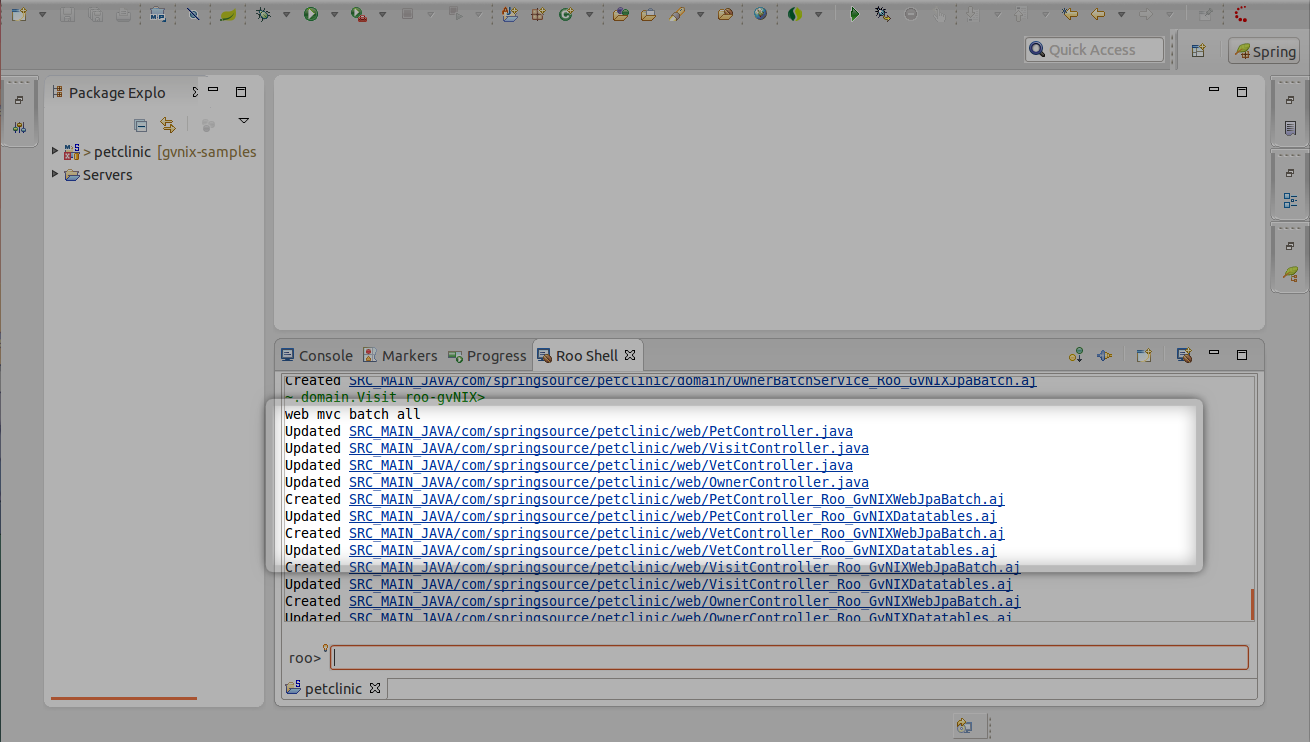 Quick Access
Spring
Package Explo
> petclinic [gvnix-samples
Servers
Console
Markers
Progress
Roo Shell
Created SRC_MAIN_JAVA/com/springsource/petclinic/domain/OwnerBatchService_Roo_GvNIXJpaBatch.aj
~.domain.Visit roo-gvNIX>
web mvc batch all
Updated SRC_MAIN_JAVA/com/springsource/petclinic/web/PetController.java
Updated SRC_MAIN_JAVA/com/springsource/petclinic/web/VisitController.java
Updated SRC_MAIN_JAVA/com/springsource/petclinic/web/VetController.java
Updated SRC_MAIN_JAVA/com/springsource/petclinic/web/OwnerController.java
Created SRC_MAIN_JAVA/com/springsource/petclinic/web/PetController_Roo_GvNIXWebJpaBatch.aj
Updated SRC_MAIN_JAVA/com/springsource/petclinic/web/PetController_Roo_GvNIXDatatables.aj
Created SRC_MAIN_JAVA/com/springsource/petclinic/web/VetController_Roo_GvNIXWebJpaBatch.aj
Updated SRC_MAIN_JAVA/com/springsource/petclinic/web/VetController_Roo_GvNIXDatatables.aj
Created SRC_MAIN_JAVA/com/springsource/petclinic/web/VisitController_Roo_GvNIXWebJpaBatch.aj
Updated SRC_MAIN_JAVA/com/springsource/petclinic/web/VisitController_Roo_GvNIXDatatables.aj
Created SRC_MAIN_JAVA/com/springsource/petclinic/web/OwnerController_Roo_GvNIXWebJpaBatch.aj
Updated SRC_MAIN_JAVA/com/springsource/petclinic/web/OwnerController_Roo_GvNIXDatatables.aj
roo>
petclinic